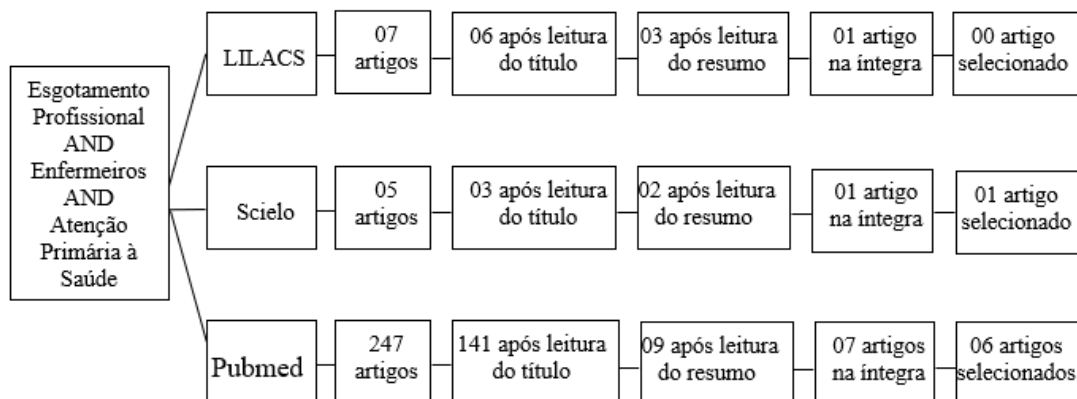 Esgotamento
Profissional
AND
Enfermeiros
AND
Atenção
Primária à
Saúde
LILACS
07
artigos
06 após leitura
do título
03 após leitura
do resumo
01 artigo
na íntegra
00 artigo
selecionado
Scielo
05
artigos
03 após leitura
do título
02 após leitura
do resumo
01 artigo
na íntegra
01 artigo
selecionado
Pubmed
247
artigos
141 após leitura
do título
09 após leitura
do resumo
07 artigos
na íntegra
06 artigos
selecionados